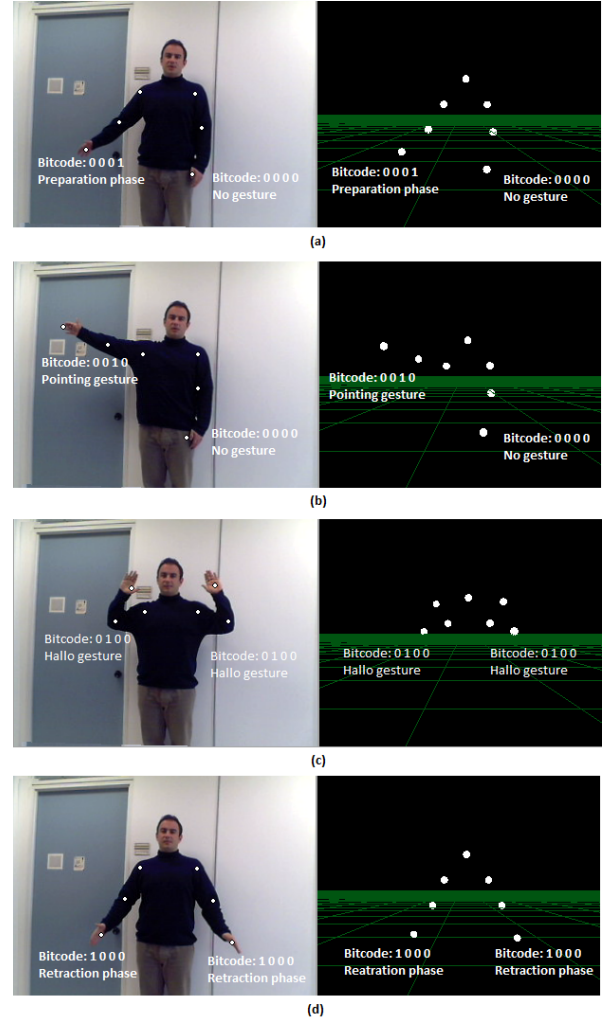 Bitcode: 0 0 0 1
Preparation phase
Bitcode: 0 0 0 0
No gesture
Bitcode: 0 0 0 1
Preparation phase
Bitcode: 0 0 0 0
No gesture
(a)
Bitcode: 0 0 1 0
Pointing gesture
Bitcode: 0 0 0 0
No gesture
Bitcode: 0 0 1 0
Pointing gesture
Bitcode: 0 0 0 0
No gesture
(b)
Bitcode: 0 1 0 0
Hallo gesture
Bitcode: 0 1 0 0
Hallo gesture
Bitcode: 0 1 0 0
Hallo gesture
Bitcode: 0 1 0 0
Hallo gesture
(c)
Bitcode: 1 0 0 0
Retraction phase
Bitcode: 1 0 0 0
Retraction phase
Bitcode: 1 0 0 0
Reatration phase
Bitcode: 1 0 0 0
Retraction phase
(d)